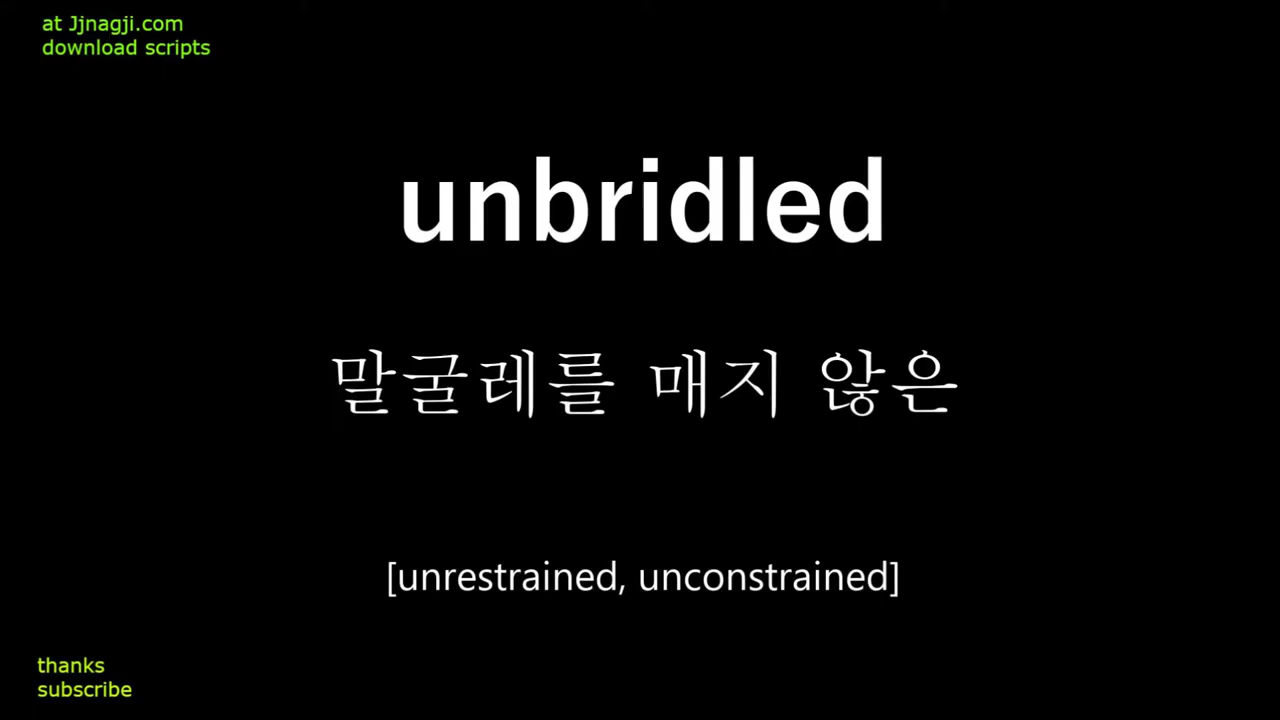 at Jjnagji.com
download scripts
unbridled
말굴레를 매지 않은
[unrestrained, unconstrained]
thanks
subscribe